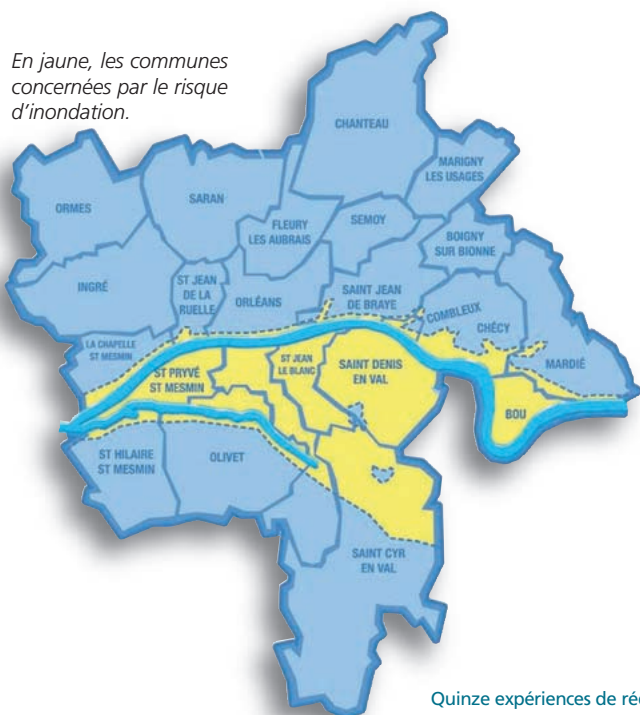 En jaune, les communes
concernées par le risque
d'inondation.
CHANTEAU
MARIGNY
LES USAGES
ORMES
SARAN
FLEURY
LES AUBRAIS
SEMOY
BOIGNY
SUR BIONNE
INGRÉ
ST JEAN
DE LA
RUELLE
ORLÉANS
SAINT JEAN
DE BRAYE
COMBLEUX
CHÉCY
LA CHAPELLE
ST MESMIN
MARDIÉ
ST PRYVÉ
ST MESMIN
ST JEAN
LE BLANC
SAINT DENIS
EN VAL
BOU
ST HILAIRE
ST MESMIN
OLIVET
SAINT CYR
EN VAL
Quinze expériences de réd